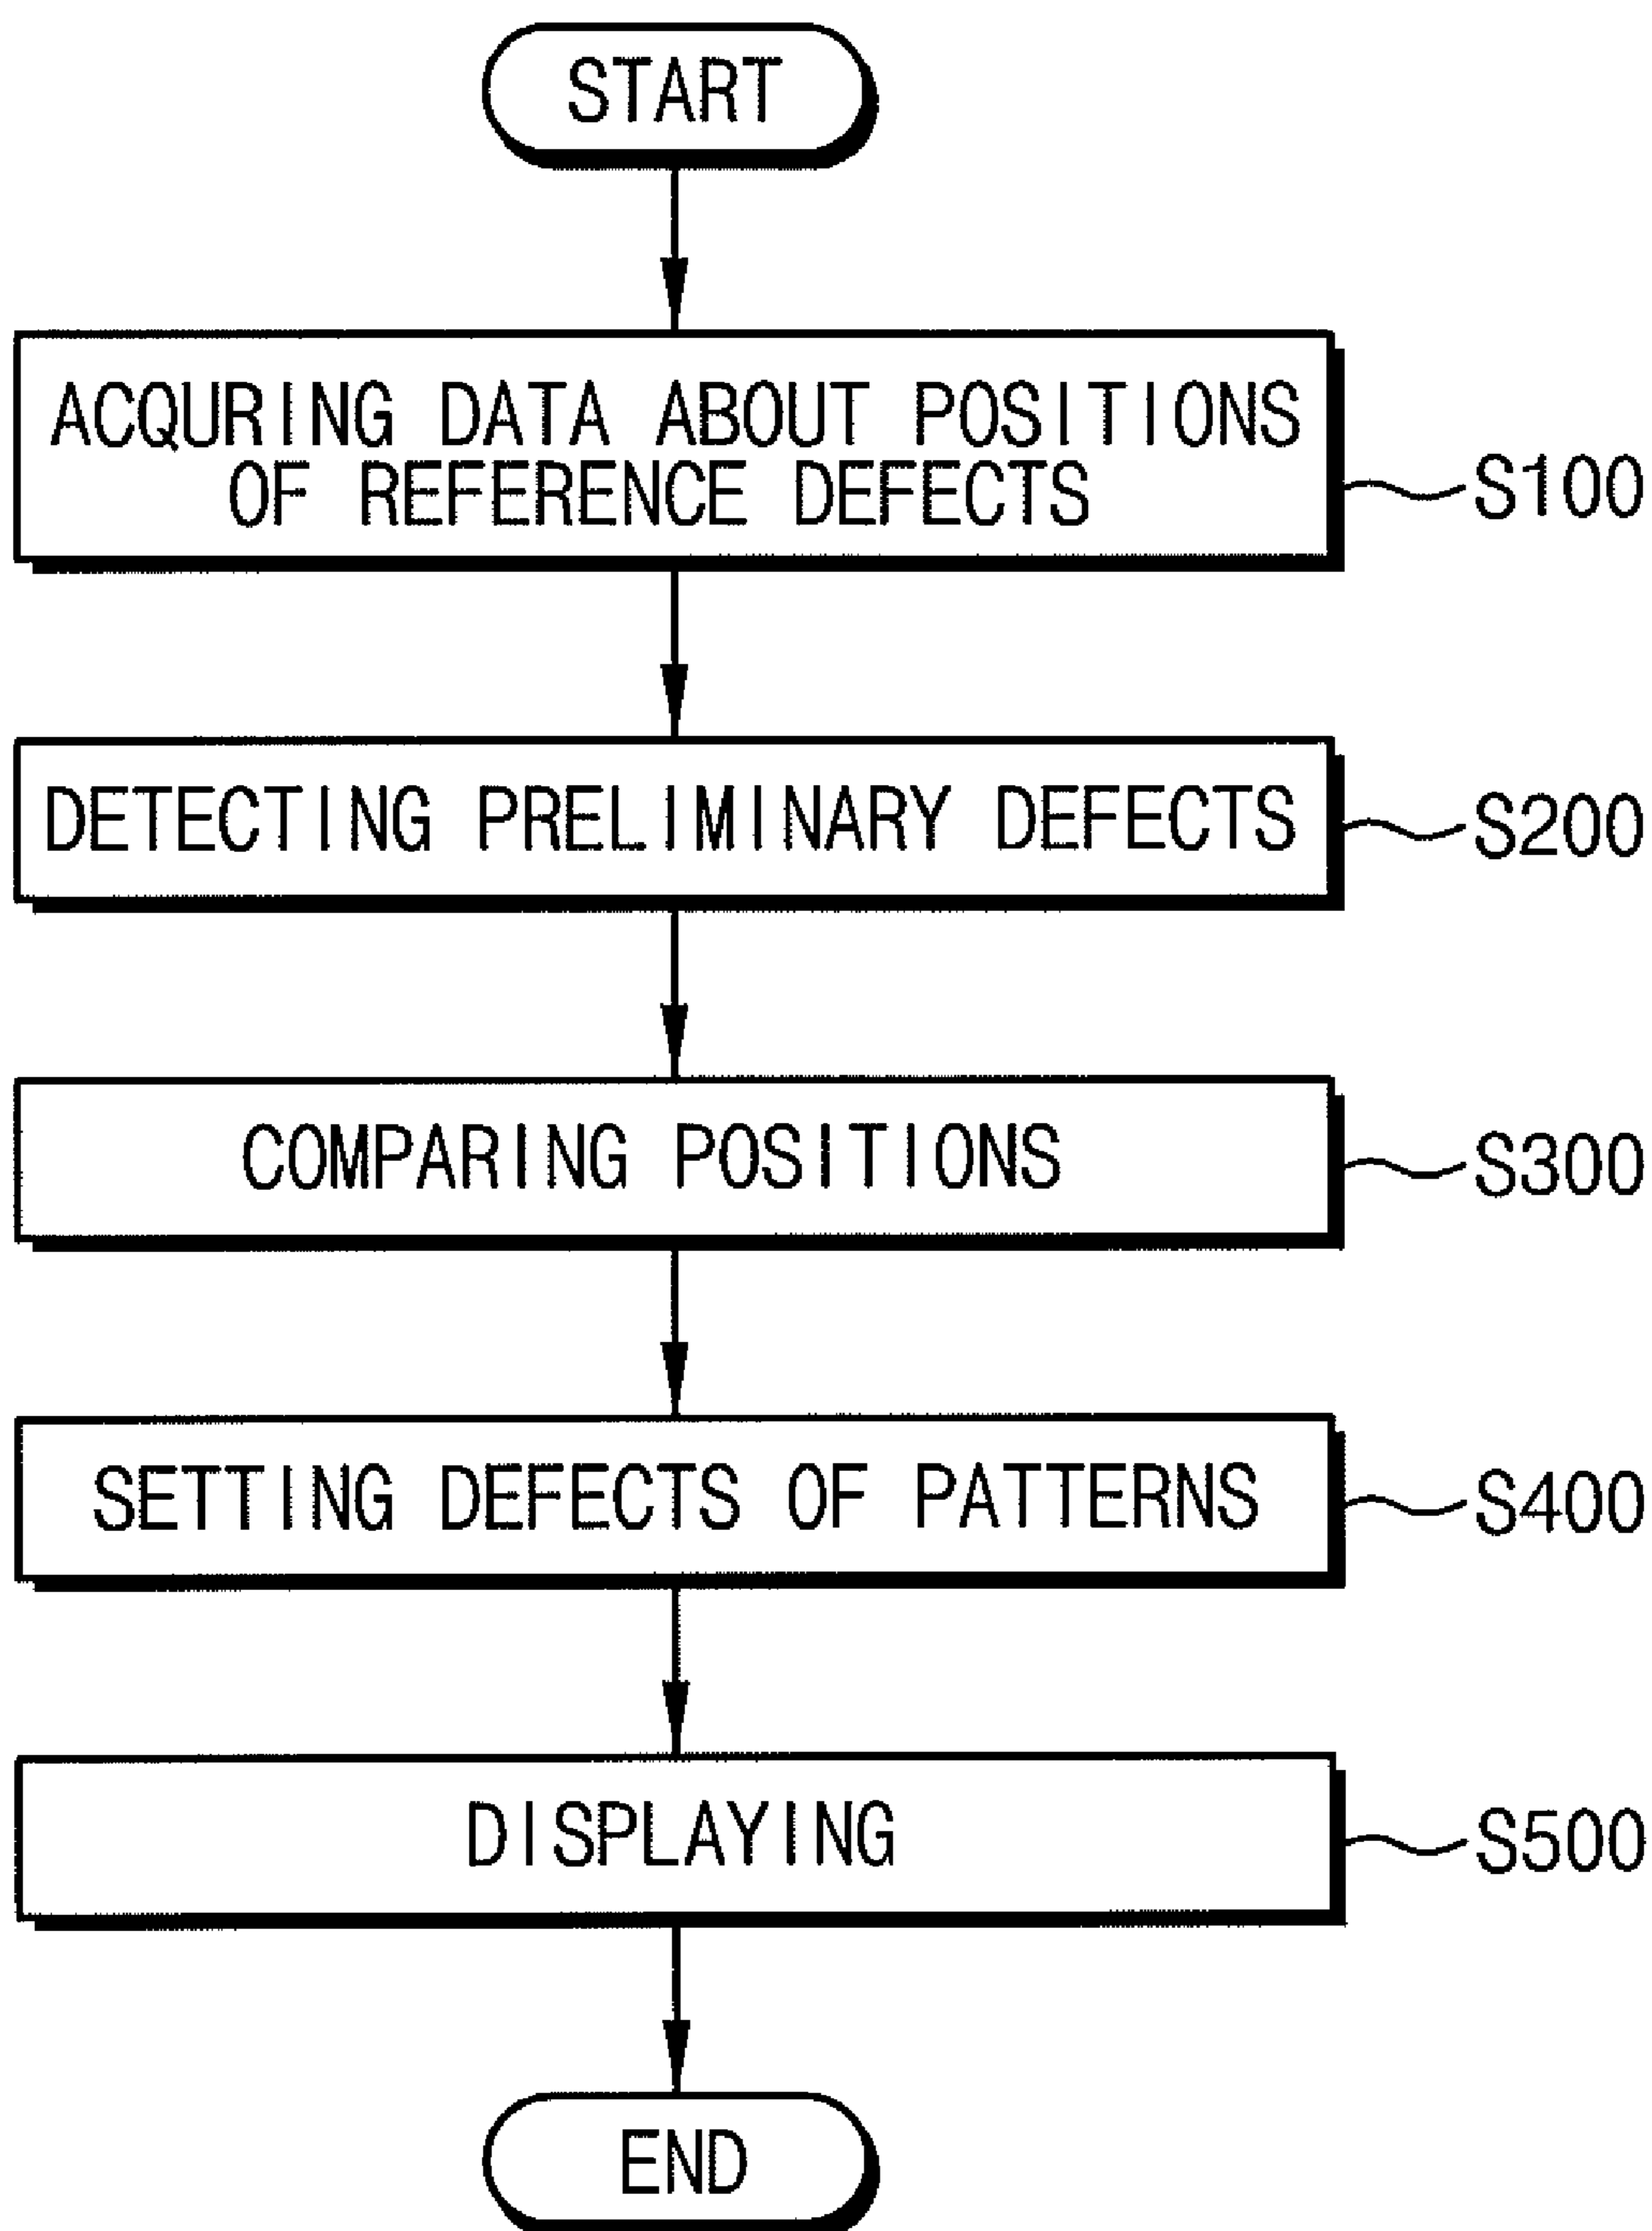 START
ACQURING DATA ABOUT POSITIONS
OF REFERENCE DEFECTS
S100
DETECTING PRELIMINARY DEFECTS
S200
COMPARING POSITIONS
S300
SETTING DEFECTS OF PATTERNS
S400
DISPLAYING
S500
END